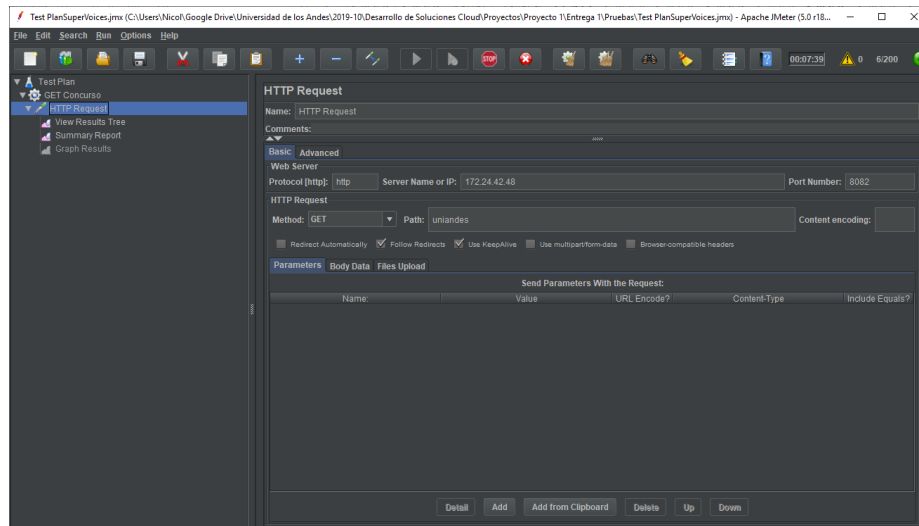 Test PlanSuperVoices.jmx (C:\Users\Nicol\Google Drive\Universidad de los Andes\2019-10\Desarrollo de Soluciones Cloud\Proyectos\Proyecto 1\Entrega 1\Pruebas\Test PlanSuperVoices.jmx) - Apache JMeter (5.0 r18...
File Edit Search Run Options Help
STOP 00:07:39 0 6/200
Test Plan
GET Concurso
HTTP Request
View Results Tree
Summary Report
Graph Results
HTTP Request
Name: HTTP Request
Comments:
Basic Advanced
Web Server
Protocol [http]: http Server Name or IP: 172.24.42.48 Port Number: 8082
HTTP Request
Method: GET Path: uniandes Content encoding:
Redirect Automatically Follow Redirects Use KeepAlive Use multipart/form-data Browser-compatible headers
Parameters Body Data Files Upload
Send Parameters With the Request:
Name: Value URL Encode? Content-Type Include Equals?
Detail Add Add from Clipboard Delete Up Down